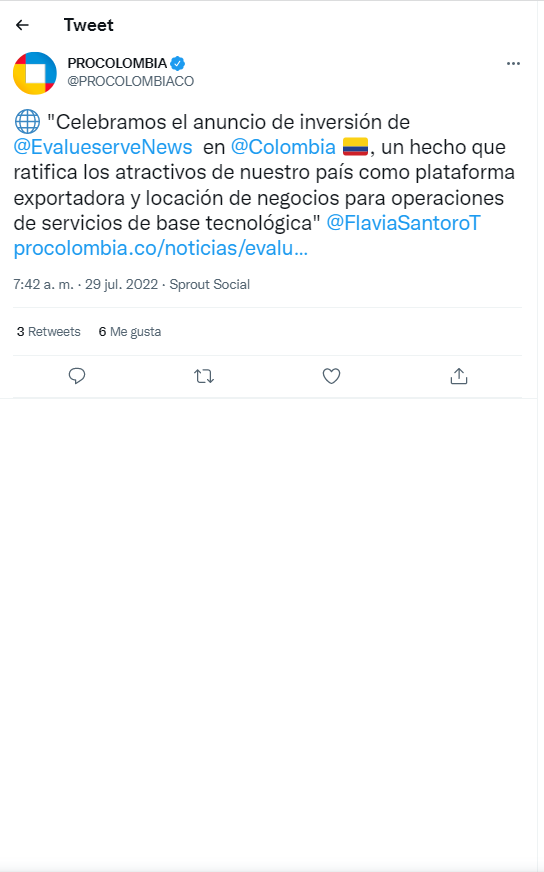 Tweet
PROCOLOMBIA
@PROCOLOMBIACO
"Celebramos el anuncio de inversión de
@EvalueserveNews en @Colombia 🇨🇴, un hecho que
ratifica los atractivos de nuestro país como plataforma
exportadora y locación de negocios para operaciones
de servicios de base tecnológica" @FlaviaSantoroT
procolombia.co/noticias/evalu...
7:42 a. m. · 29 jul. 2022 · Sprout Social
3 Retweets 6 Me gusta